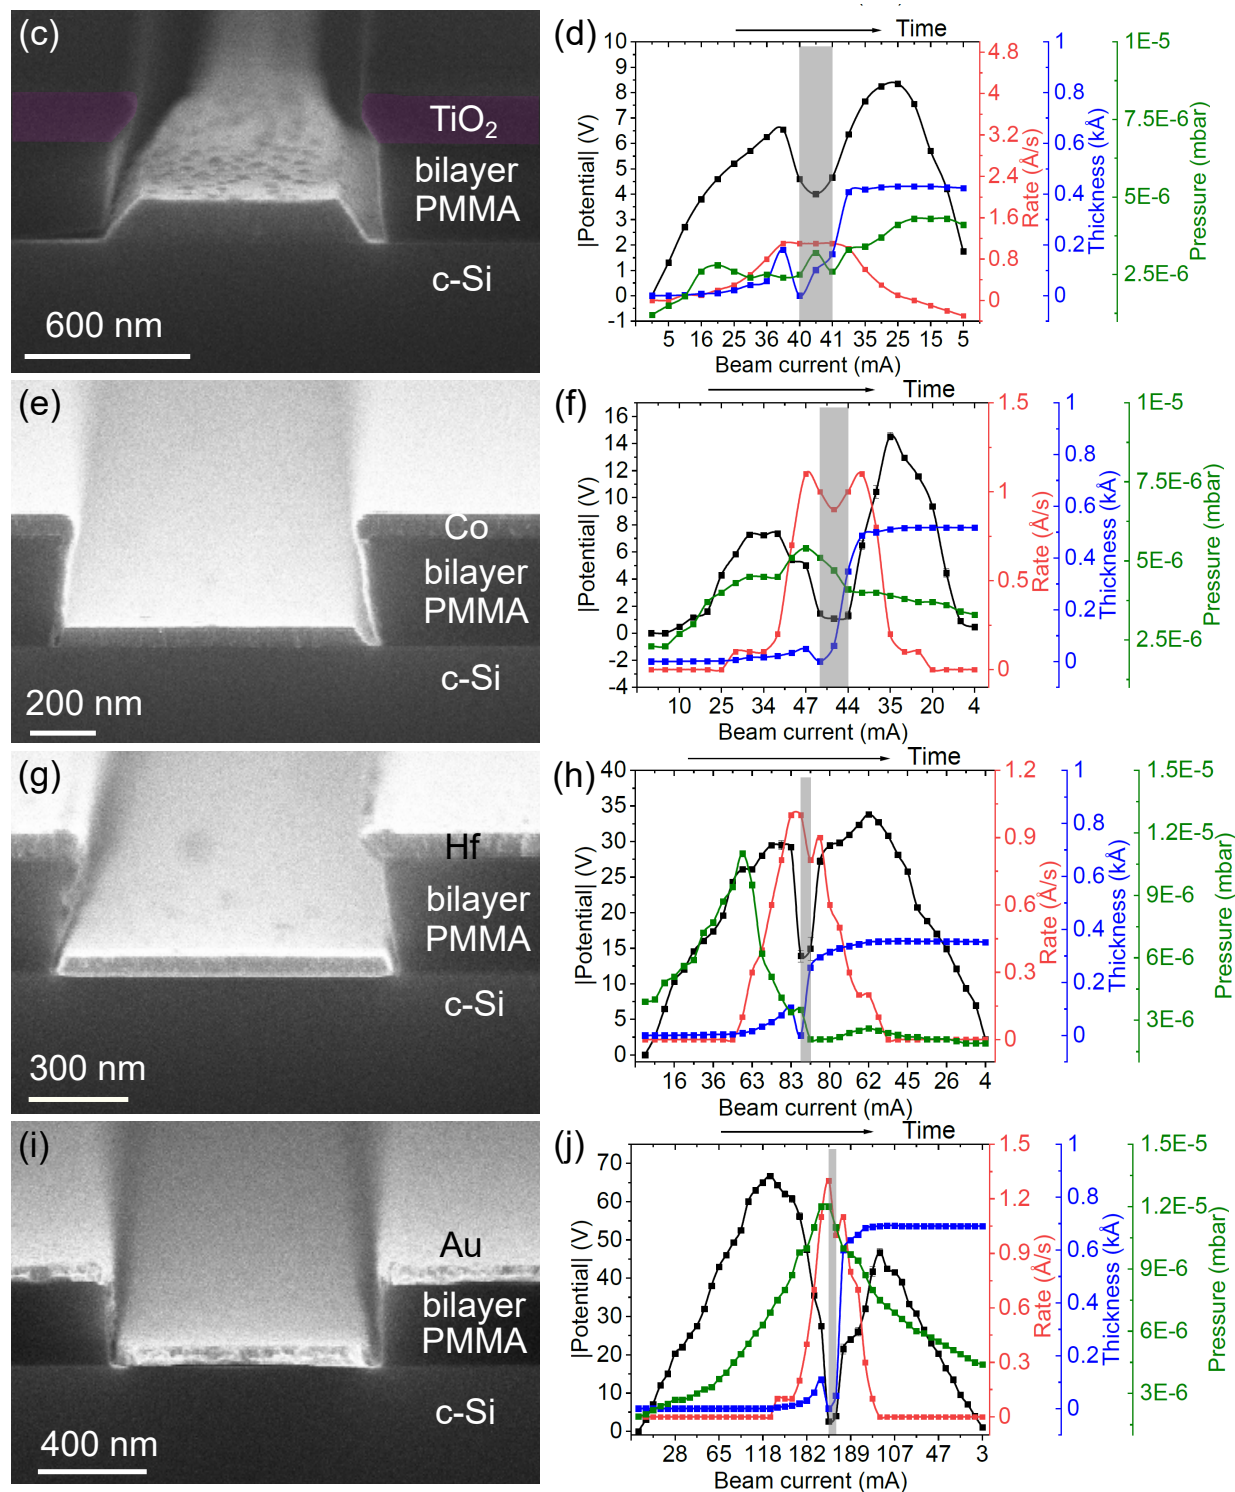 (c)
TiO2
bilayer
PMMA
c-Si
600 nm
(d)
Time
10
9
8
7
6
5
4
3
2
1
0
-1
|Potential| (V)
5 16 25 36 40 41 35 25 15 5
Beam current (mA)
4.8
3.2
2.4
1.6
0.8
0
Rate (Å/s)
1
0.8
0.6
0.4
0.2
0
Thickness (kÅ)
1E-5
7.5E-6
5E-6
2.5E-6
Pressure (mbar)
(e)
Co
bilayer
PMMA
c-Si
200 nm
(f)
Time
16
14
12
10
8
6
4
2
0
-2
-4
|Potential| (V)
10 25 34 47 44 35 20 4
Beam current (mA)
1.5
1
0.5
0
Rate (Å/s)
1
0.8
0.6
0.4
0.2
0
Thickness (kÅ)
1E-5
7.5E-6
5E-6
2.5E-6
Pressure (mbar)
(g)
Hf
bilayer
PMMA
c-Si
300 nm
(h)
Time
40
35
30
25
20
15
10
5
0
|Potential| (V)
16 36 63 83 80 62 45 26 4
Beam current (mA)
1.2
0.9
0.6
0.3
0
Rate (Å/s)
1
0.8
0.6
0.4
0.2
0
Thickness (kÅ)
1.5E-5
1.2E-5
9E-6
6E-6
3E-6
Pressure (mbar)
(i)
Au
bilayer
PMMA
c-Si
400 nm
(j)
Time
70
60
50
40
30
20
10
0
|Potential| (V)
28 65 118 182 189 107 47 3
Beam current (mA)
1.5
1.2
0.9
0.6
0.3
0
Rate (Å/s)
1
0.8
0.6
0.4
0.2
0
Thickness (kÅ)
1.5E-5
1.2E-5
9E-6
6E-6
3E-6
Pressure (mbar)